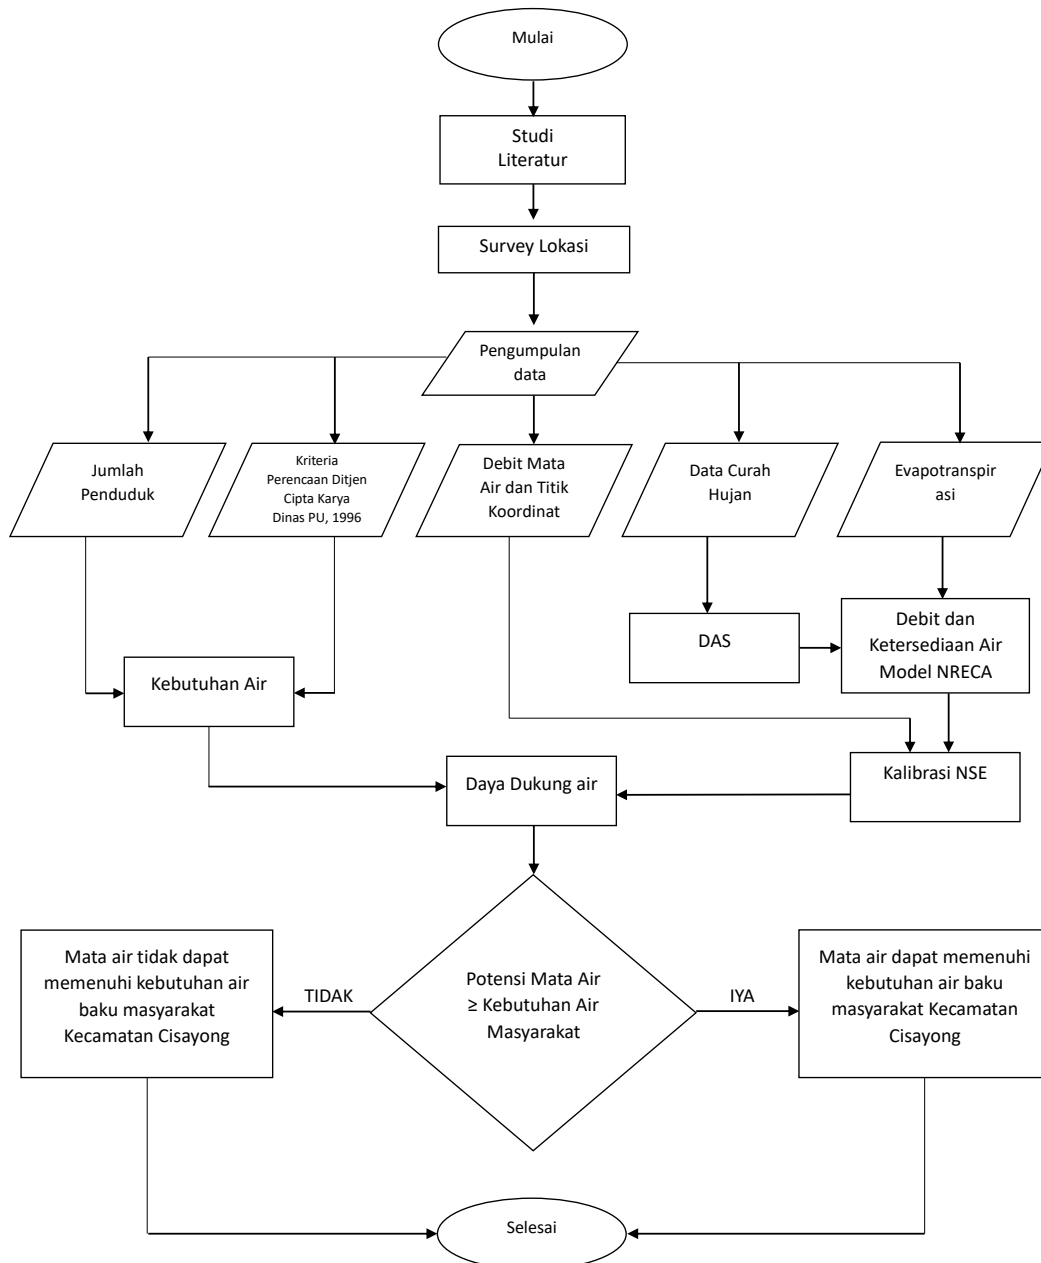 Mulai
Studi
Literatur
Survey Lokasi
Pengumpulan
data
Jumlah
Penduduk
Kriteria
Perencaan Ditjen
Cipta Karya
Dinas PU, 1996
Debit Mata
Air dan Titik
Koordinat
Data Curah
Hujan
Evapotranspir
asi
DAS
Debit dan
Ketersediaan Air
Model NRECA
Kebutuhan Air
Daya Dukung air
Kalibrasi NSE
Mata air tidak dapat
memenuhi kebutuhan air
baku masyarakat
Kecamatan Cisayong
TIDAK
Potensi Mata Air
≥ Kebutuhan Air
Masyarakat
IYA
Mata air dapat memenuhi
kebutuhan air baku
masyarakat Kecamatan
Cisayong
Selesai